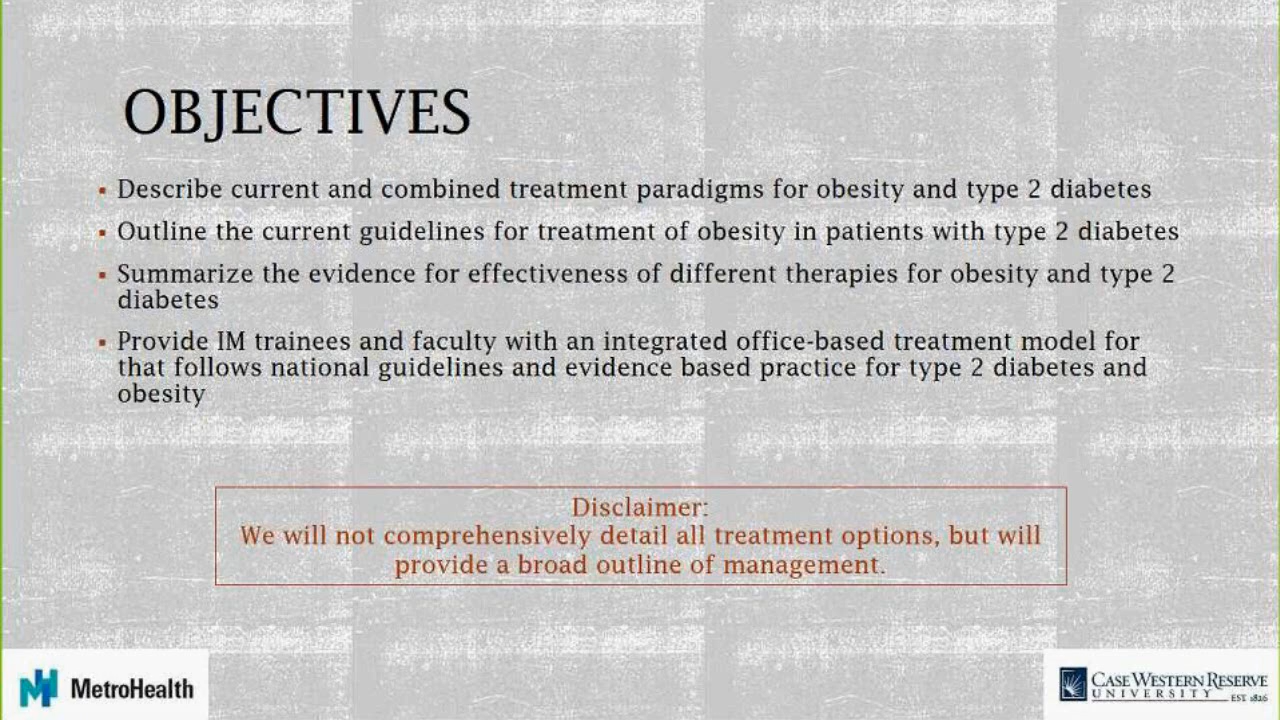 OBJECTIVES
▪ Describe current and combined treatment paradigms for obesity and type 2 diabetes
▪ Outline the current guidelines for treatment of obesity in patients with type 2 diabetes
▪ Summarize the evidence for effectiveness of different therapies for obesity and type 2
diabetes
▪ Provide IM trainees and faculty with an integrated office-based treatment model for
that follows national guidelines and evidence based practice for type 2 diabetes and
obesity
Disclaimer:
We will not comprehensively detail all treatment options, but will
provide a broad outline of management.
MetroHealth
CASE WESTERN RESERVE
UNIVERSITY EST 1826